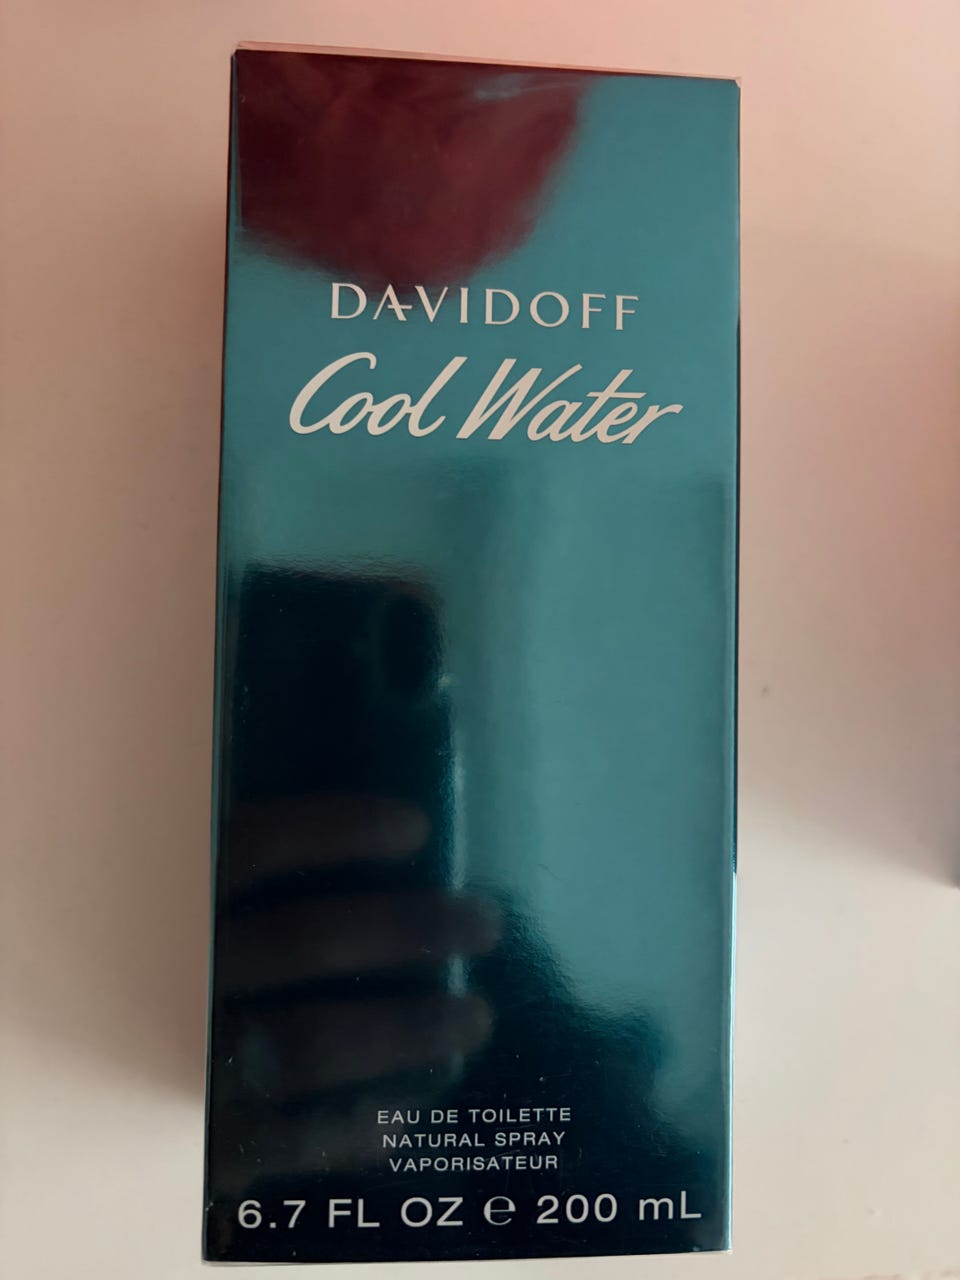 DAVIDOFF
Cool Water
EAU DE TOILETTE
NATURAL SPRAY
VAPORISATEUR
6.7 FL OZ ℮ 200 mL